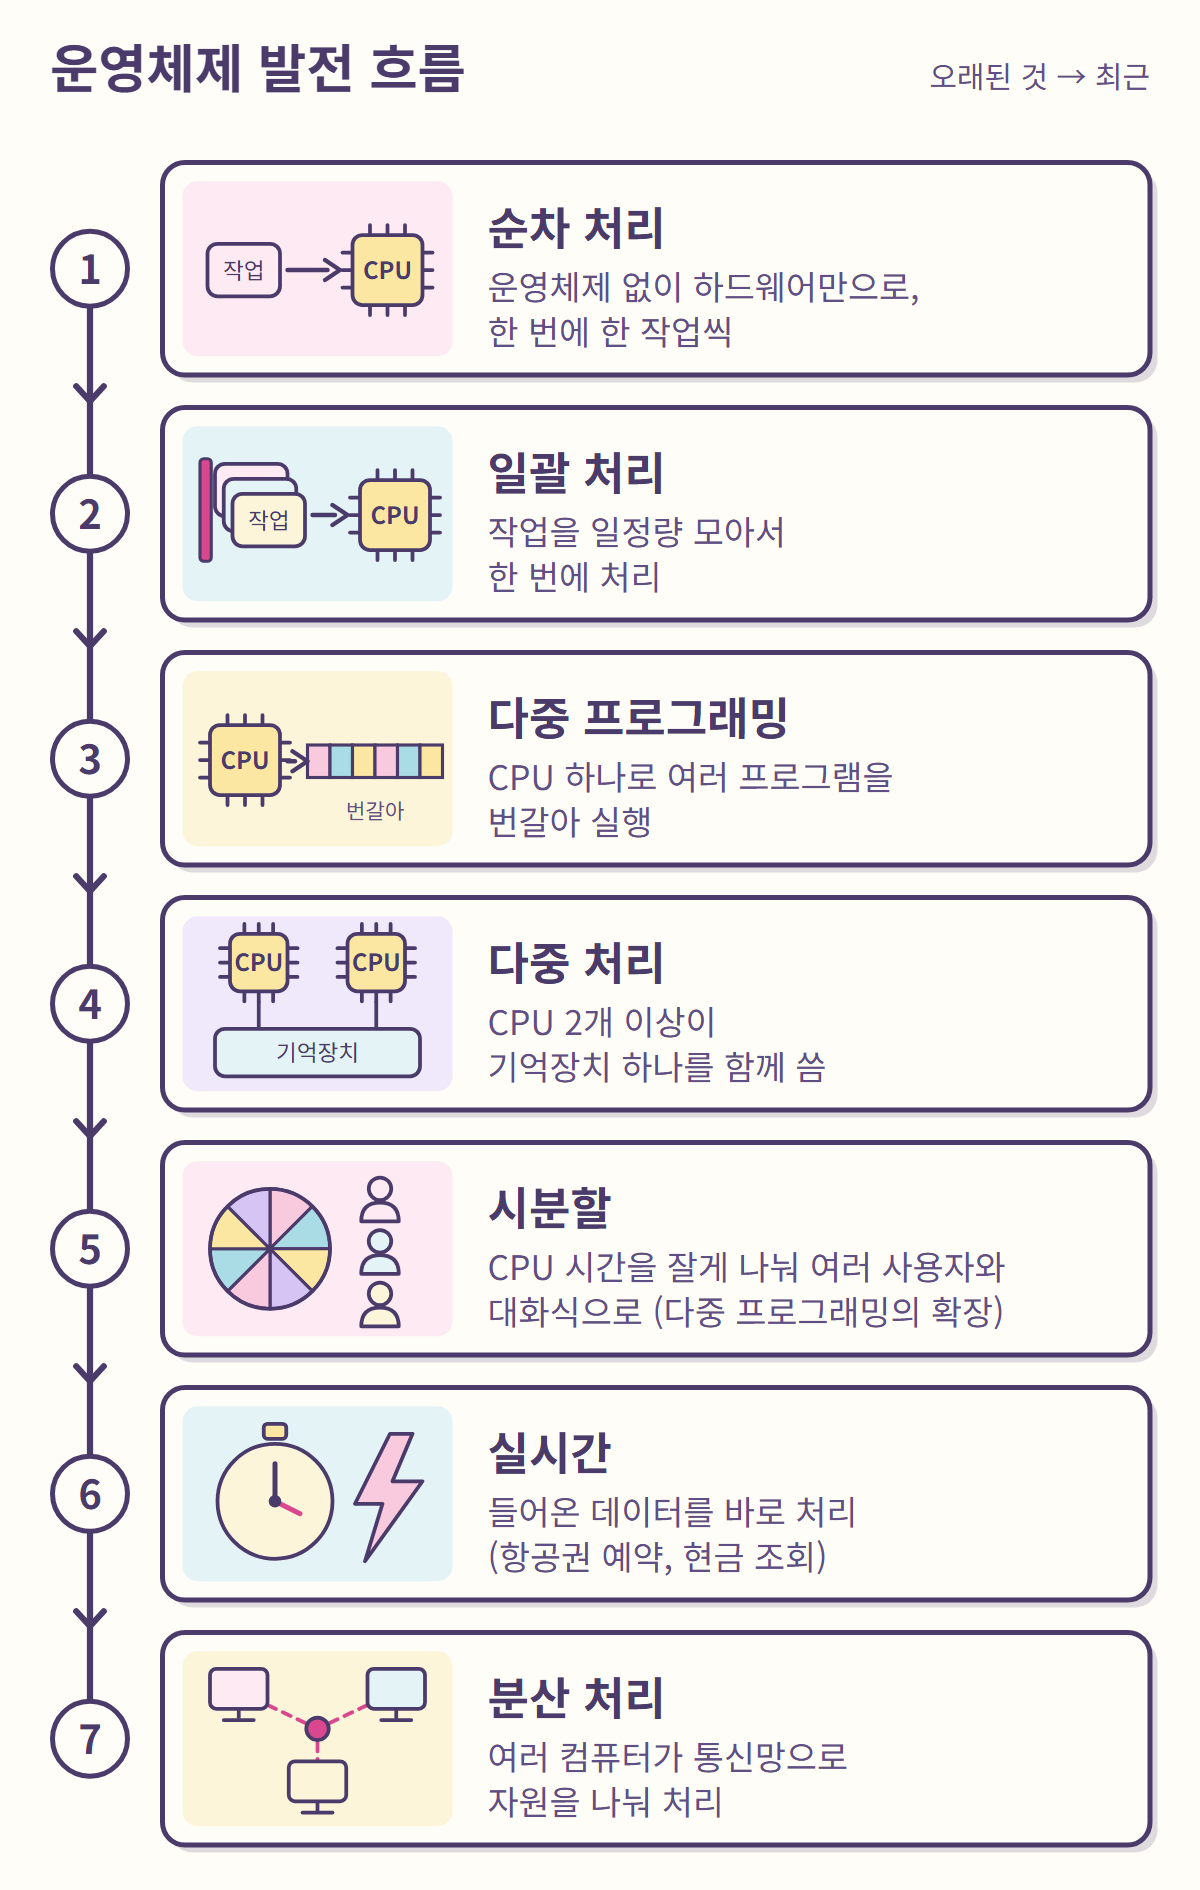 운영체제 발전 흐름
오래된 것 → 최근
1
작업
CPU
순차 처리
운영체제 없이 하드웨어만으로,
한 번에 한 작업씩
2
작업
CPU
일괄 처리
작업을 일정량 모아서
한 번에 처리
3
CPU
번갈아
다중 프로그래밍
CPU 하나로 여러 프로그램을
번갈아 실행
4
CPU
CPU
기억장치
다중 처리
CPU 2개 이상이
기억장치 하나를 함께 씀
5
시분할
CPU 시간을 잘게 나눠 여러 사용자와
대화식으로 (다중 프로그래밍의 확장)
6
실시간
들어온 데이터를 바로 처리
(항공권 예약, 현금 조회)
7
분산 처리
여러 컴퓨터가 통신망으로
자원을 나눠 처리